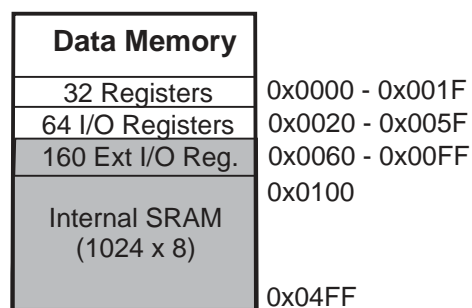 Data Memory
32 Registers 0x0000 - 0x001F
64 I/O Registers 0x0020 - 0x005F
160 Ext I/O Reg. 0x0060 - 0x00FF
0x0100
Internal SRAM
(1024 x 8)
0x04FF